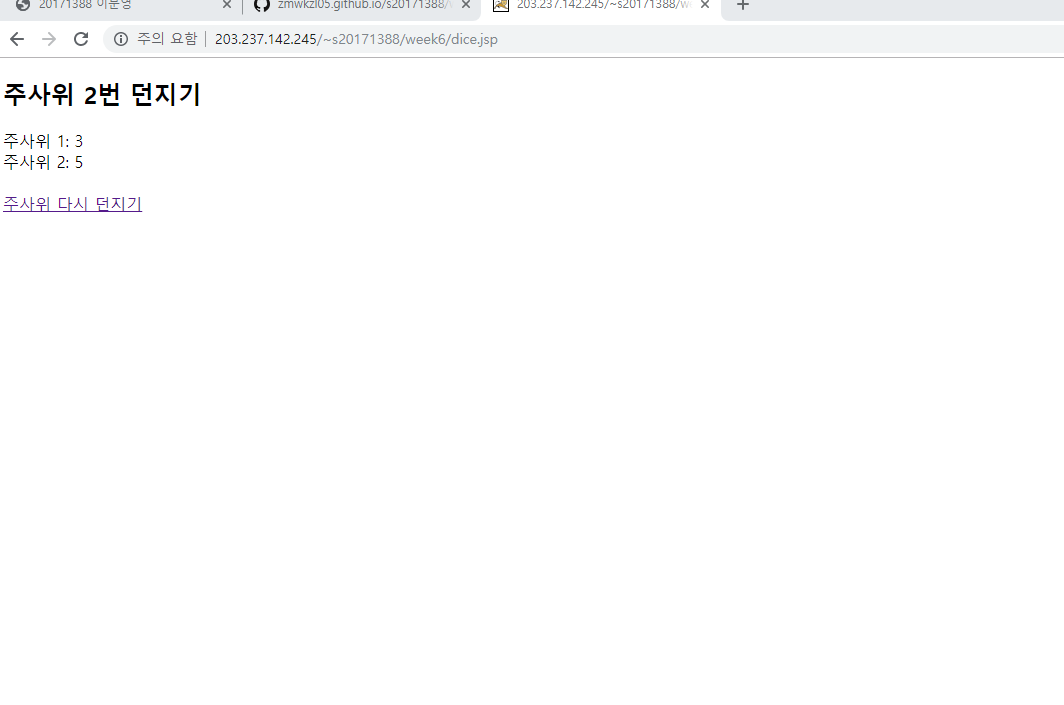 20171388 이문영
zmwkzl05.github.io/s20171388/
203.237.142.245/~s20171388/we
주의 요함 203.237.142.245/~s20171388/week6/dice.jsp
주사위 2번 던지기
주사위 1: 3
주사위 2: 5
주사위 다시 던지기